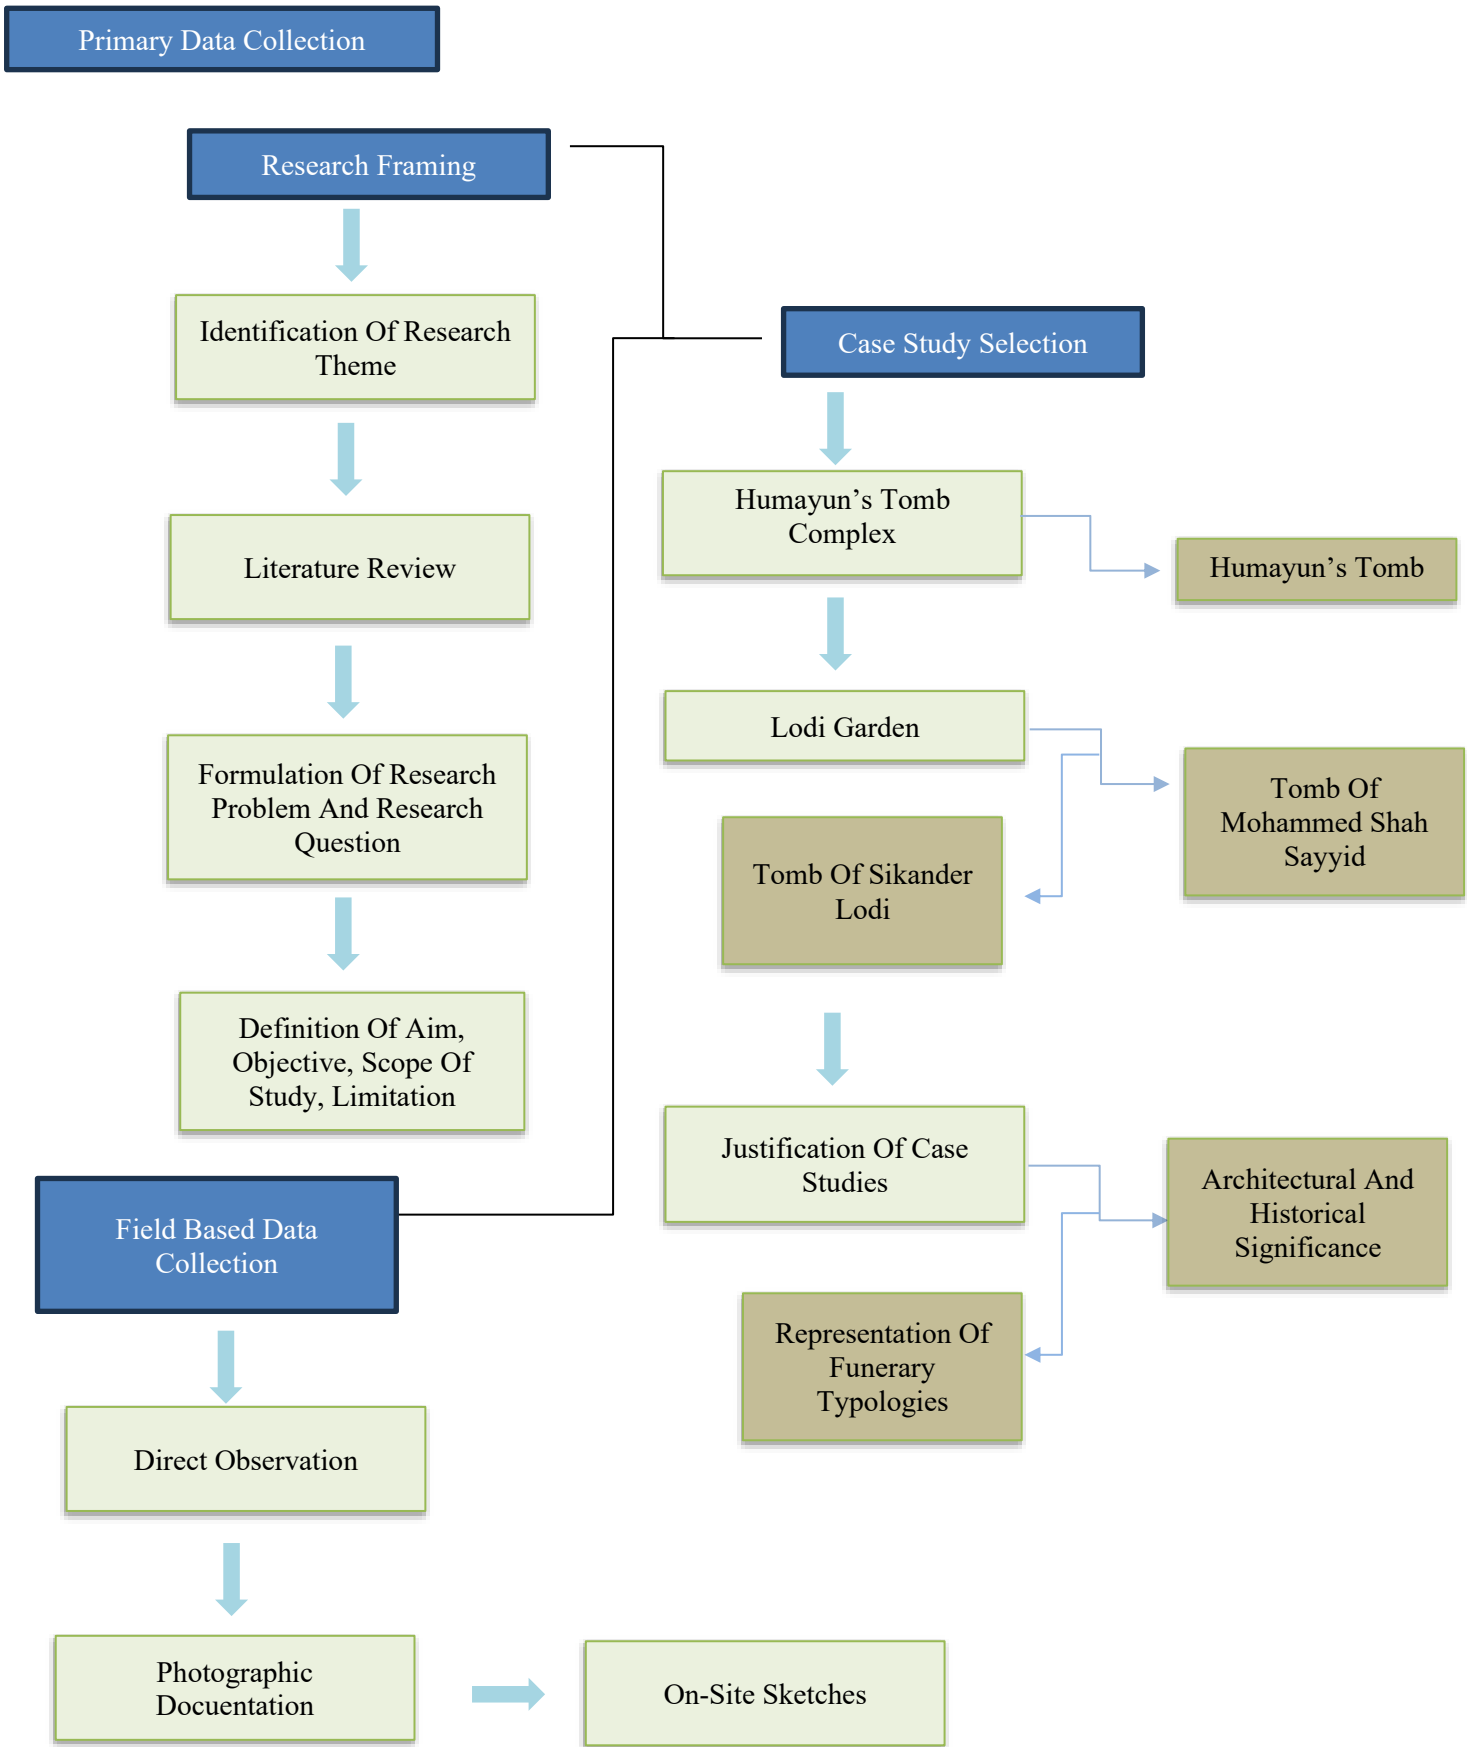 Primary Data Collection
Research Framing
Identification Of Research
Theme
Literature Review
Formulation Of Research
Problem And Research
Question
Definition Of Aim,
Objective, Scope Of
Study, Limitation
Case Study Selection
Humayun’s Tomb
Complex
Humayun’s Tomb
Lodi Garden
Tomb Of
Mohammed Shah
Sayyid
Tomb Of Sikander
Lodi
Justification Of Case
Studies
Architectural And
Historical
Significance
Representation Of
Funerary
Typologies
Field Based Data
Collection
Direct Observation
Photographic
Docuentation
On-Site Sketches